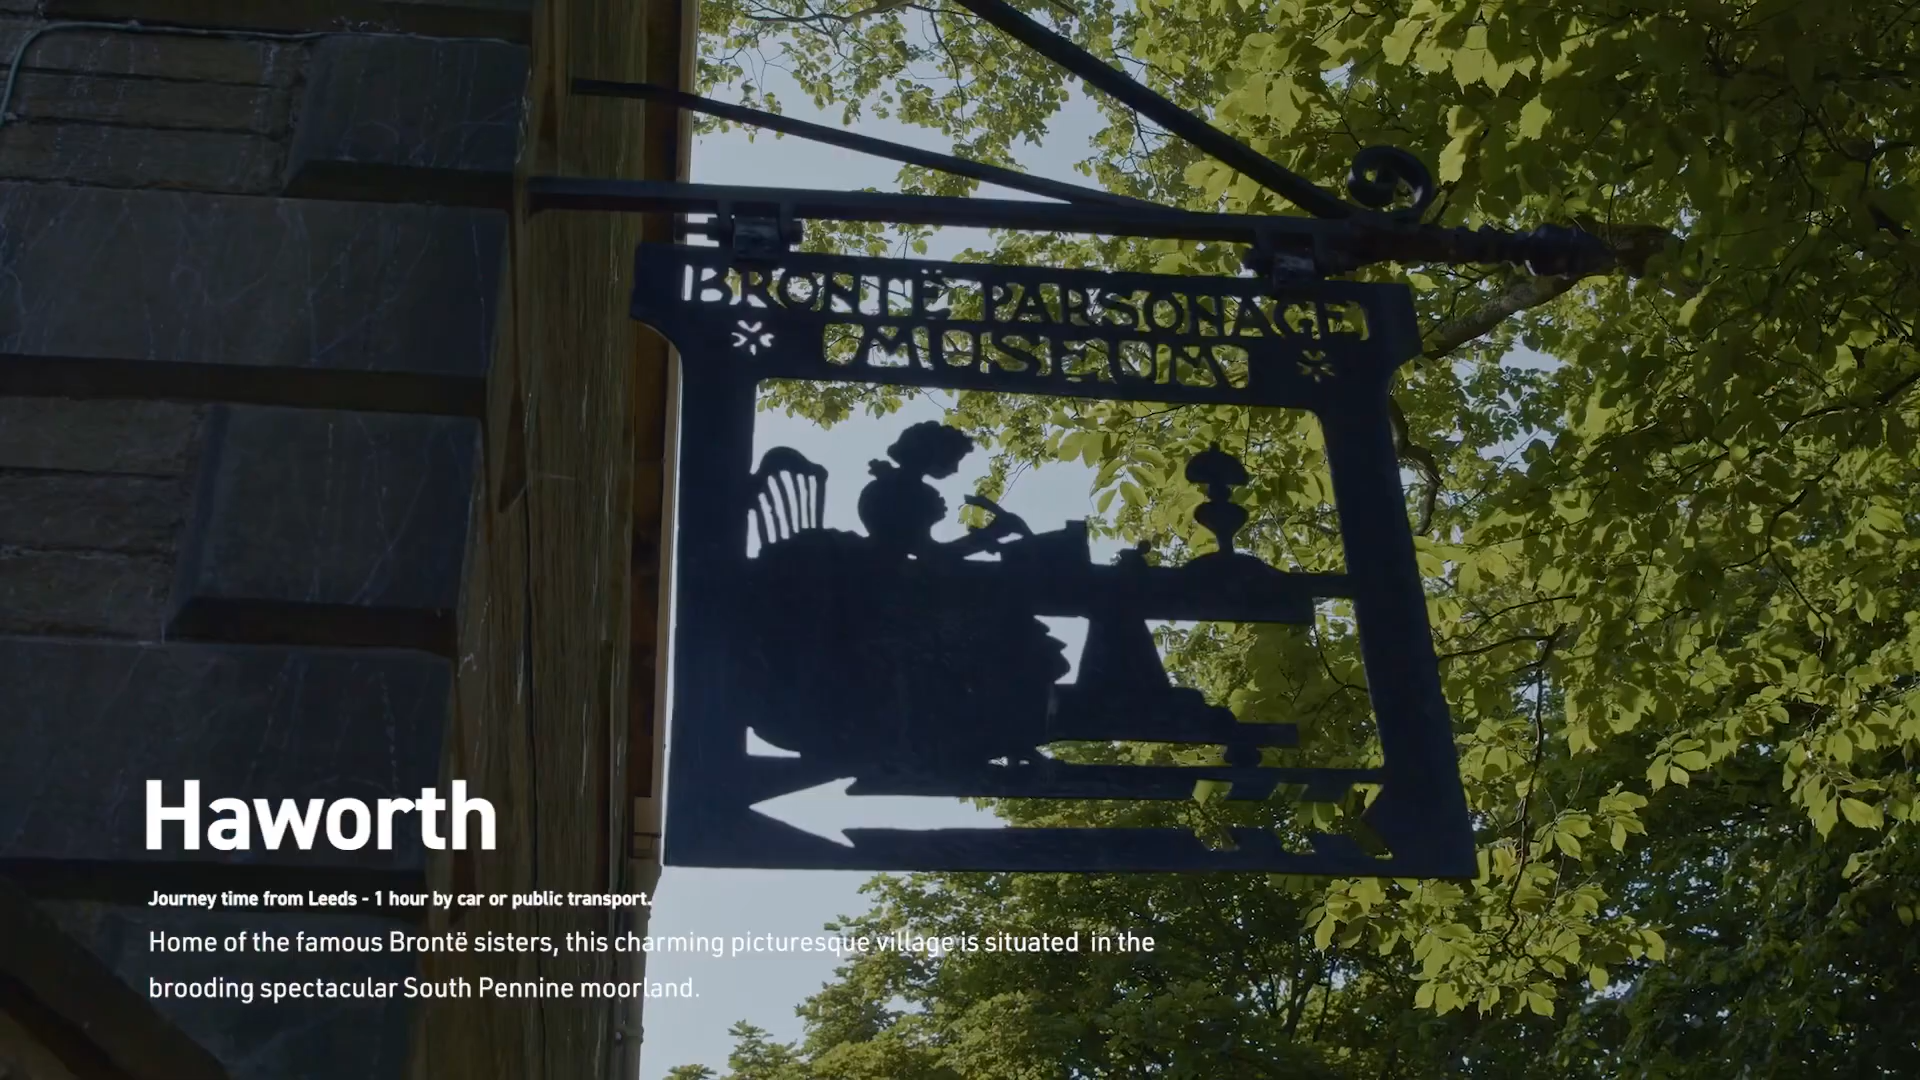 BRONTË PARSONAGE
MUSEUM
Haworth
Journey time from Leeds - 1 hour by car or public transport.
Home of the famous Brontë sisters, this charming picturesque village is situated in the
brooding spectacular South Pennine moorland.